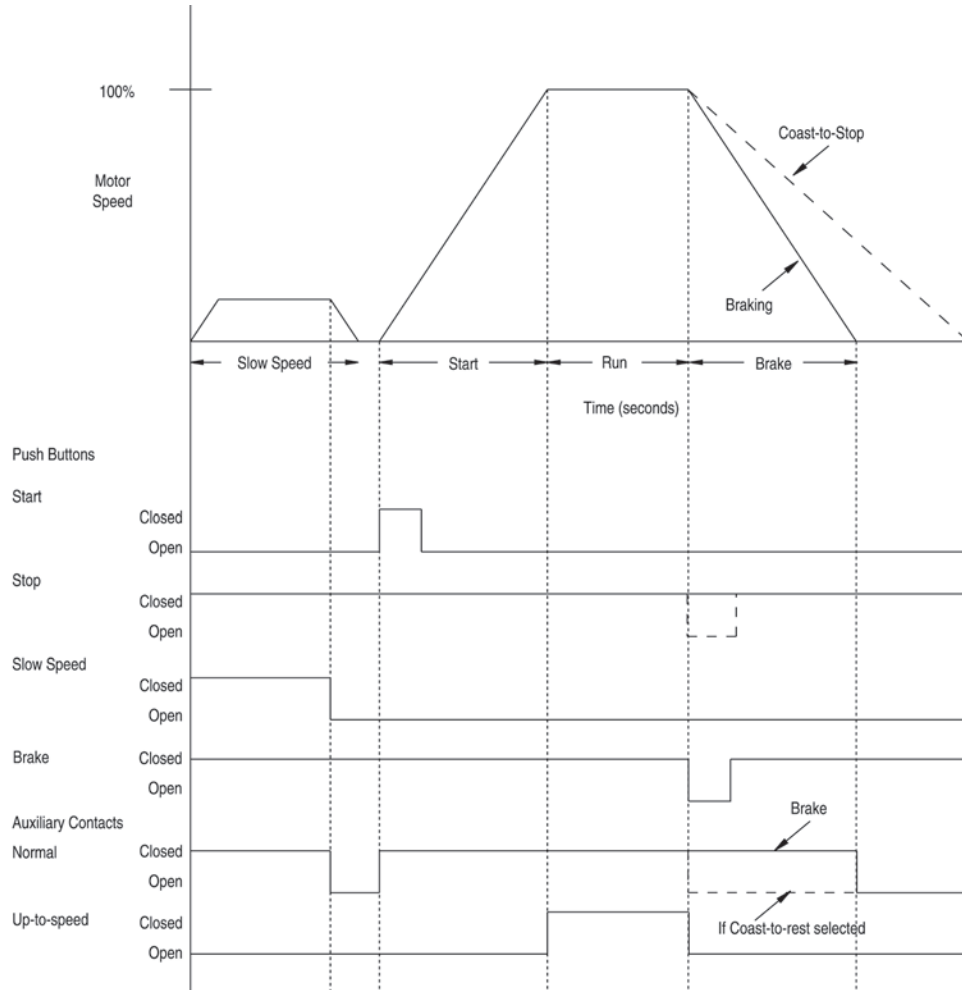 100%
Motor
Speed
Coast-to-Stop
Braking
Slow Speed
Start
Run
Brake
Time (seconds)
Push Buttons
Start
Closed
Open
Stop
Closed
Open
Slow Speed
Closed
Open
Brake
Closed
Open
Auxiliary Contacts
Brake
Normal
Closed
Open
If Coast-to-rest selected
Up-to-speed
Closed
Open